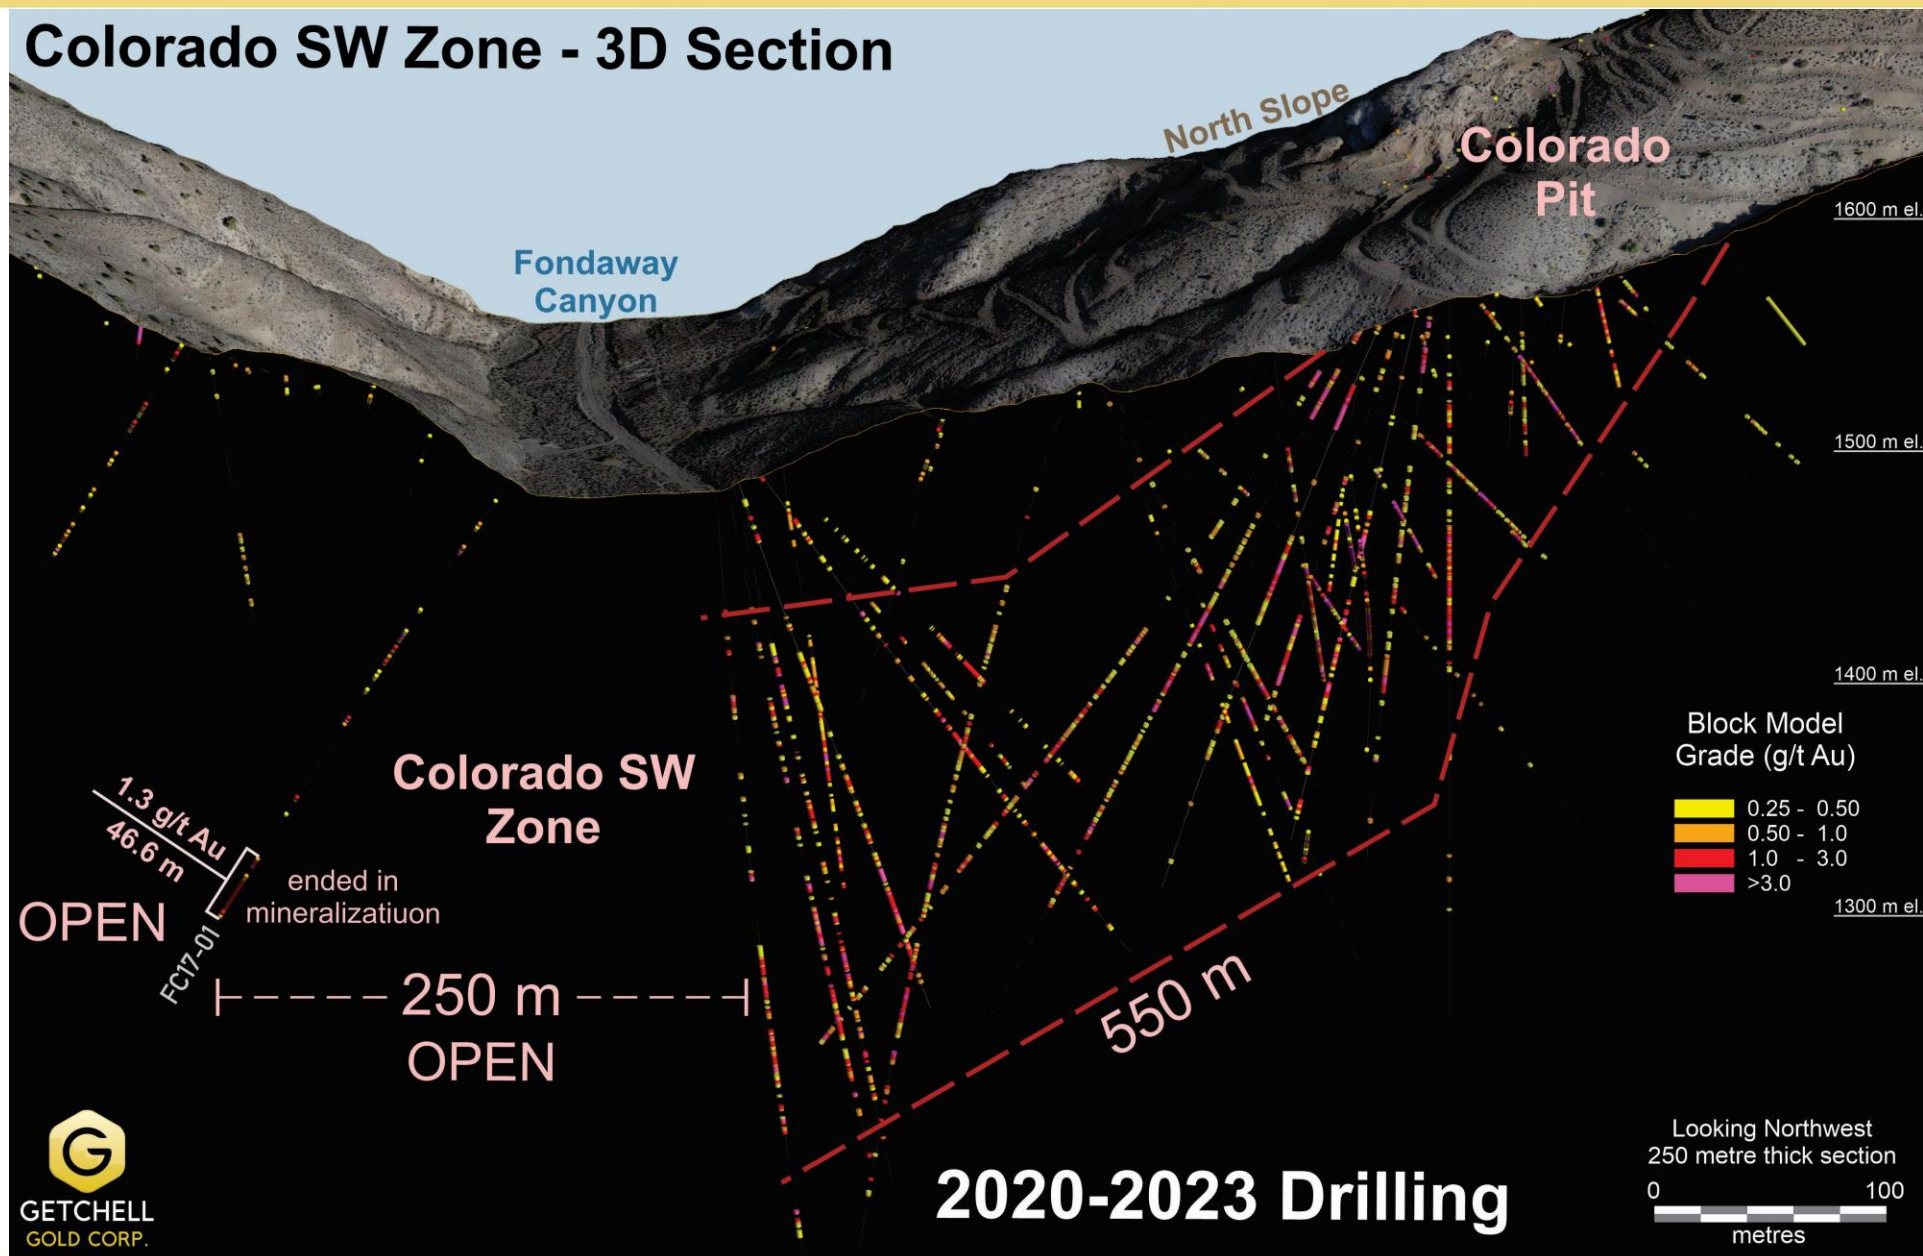 Colorado SW Zone - 3D Section
North Slope
Colorado
Pit
1600 m el.
Fondaway
Canyon
1500 m el.
1400 m el.
Block Model
Grade (g/t Au)
0.25 - 0.50
0.50 - 1.0
1.0 - 3.0
>3.0
Colorado SW
Zone
1.3 g/t Au
46.6 m
ended in
mineralizatiuon
OPEN
FC17-01
1300 m el.
250 m
OPEN
550 m
GETCHELL
GOLD CORP.
2020-2023 Drilling
Looking Northwest
250 metre thick section
0 100
metres